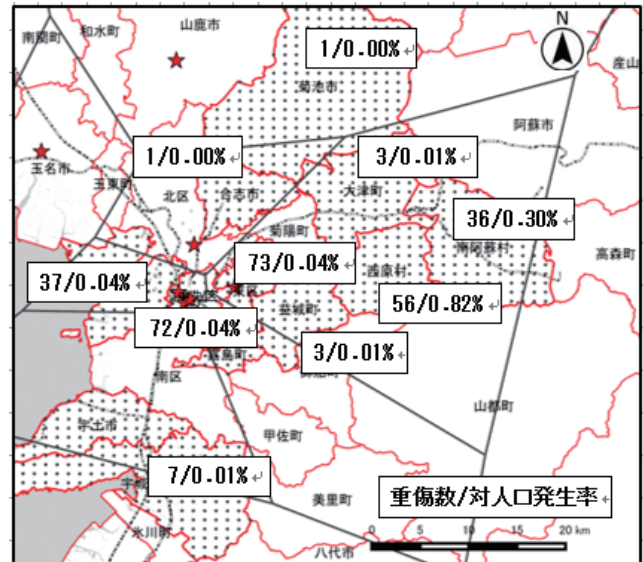 山鹿市
和水町
南関町
1/0.00%
N
産山
菊池市
阿蘇市
1/0.00%
3/0.01%
玉名市
玉東町
北区
合志市
大津町
菊陽町
36/0.30%
南阿蘇村
高森町
73/0.04%
西原村
37/0.04%
益城町
56/0.82%
72/0.04%
3/0.01%
嘉島町
南区
山都町
宇土市
甲佐町
7/0.01%
美里町
重傷数/対人口発生率
氷川町
八代市
0 5 10 15 20 km